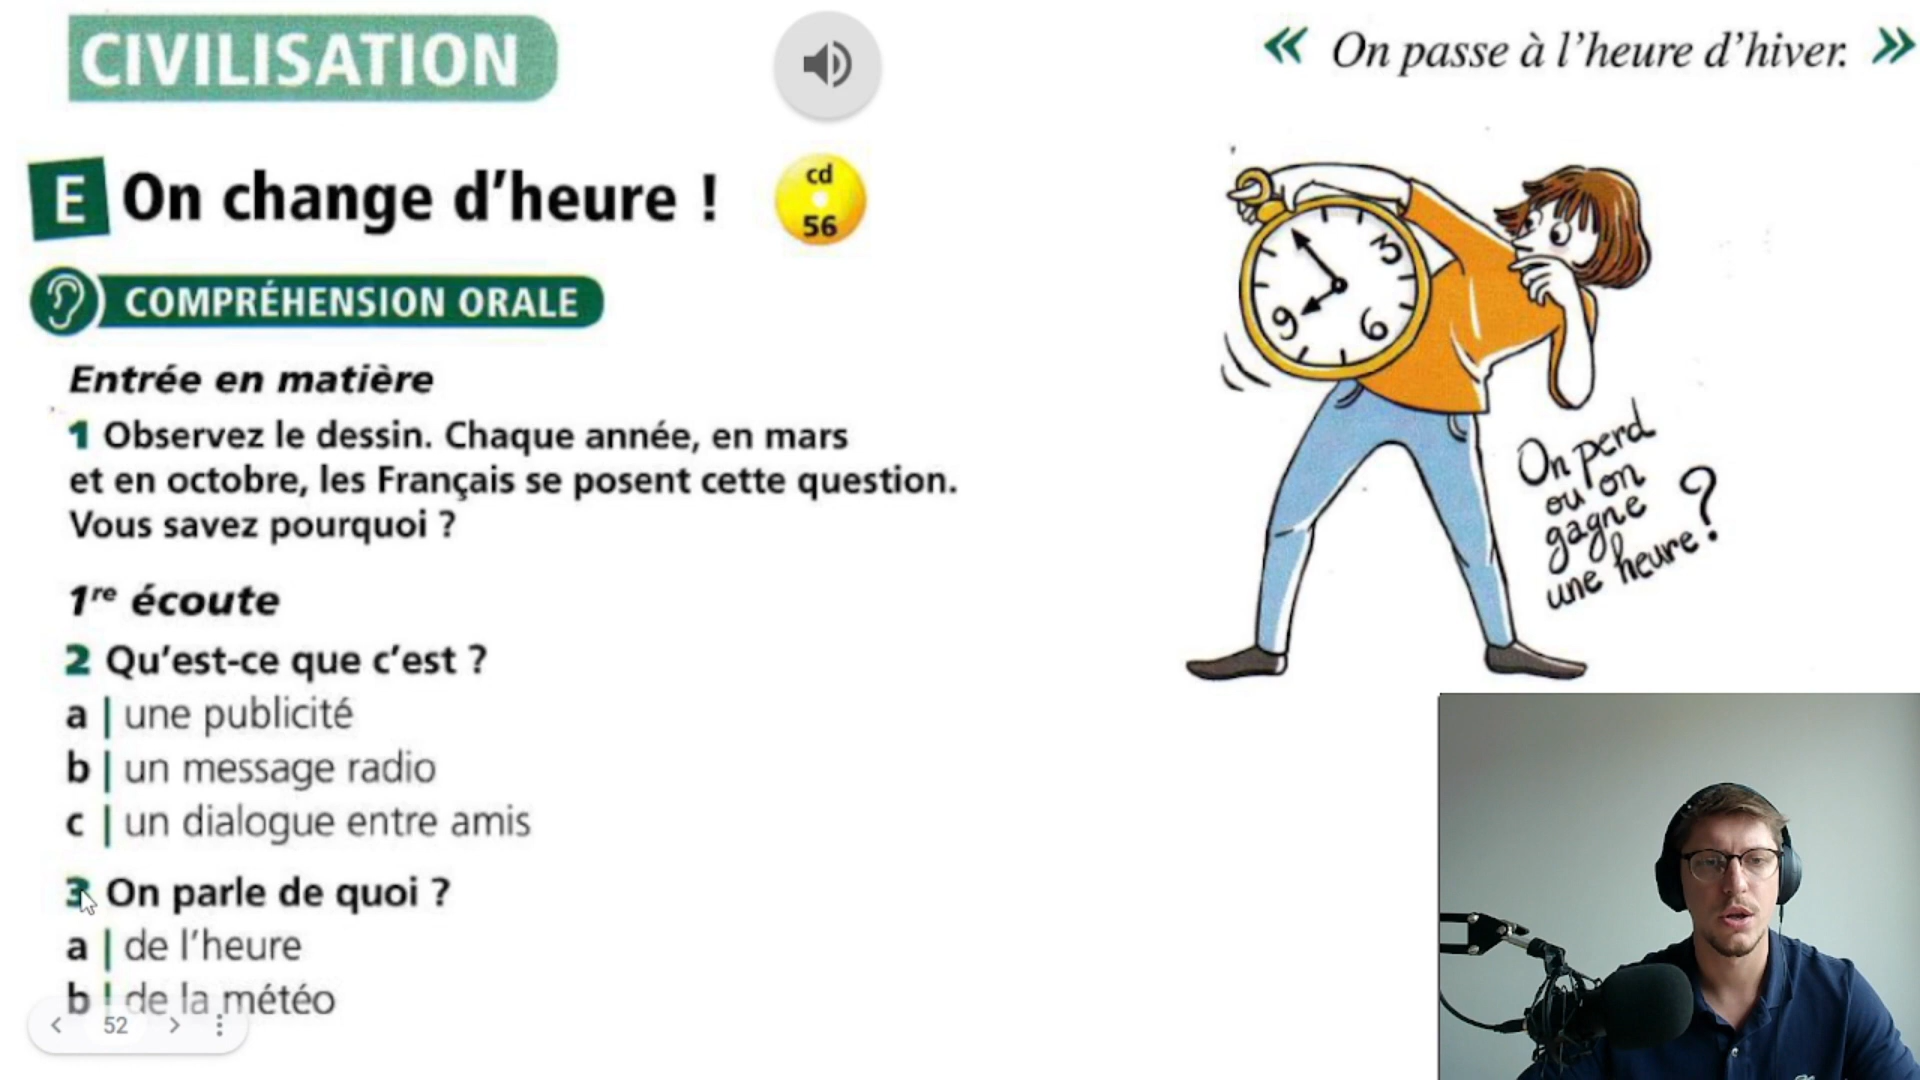 CIVILISATION
« On passe à l'heure d'hiver. »
E On change d'heure !
cd
56
COMPRÉHENSION ORALE
Entrée en matière
1 Observez le dessin. Chaque année, en mars
et en octobre, les Français se posent cette question.
Vous savez pourquoi ?
1re écoute
2 Qu'est-ce que c'est ?
a | une publicité
b | un message radio
c | un dialogue entre amis
3 On parle de quoi ?
a | de l'heure
b | de la météo
52
3
6
9
On perd
ou on
gagne
une heure ?